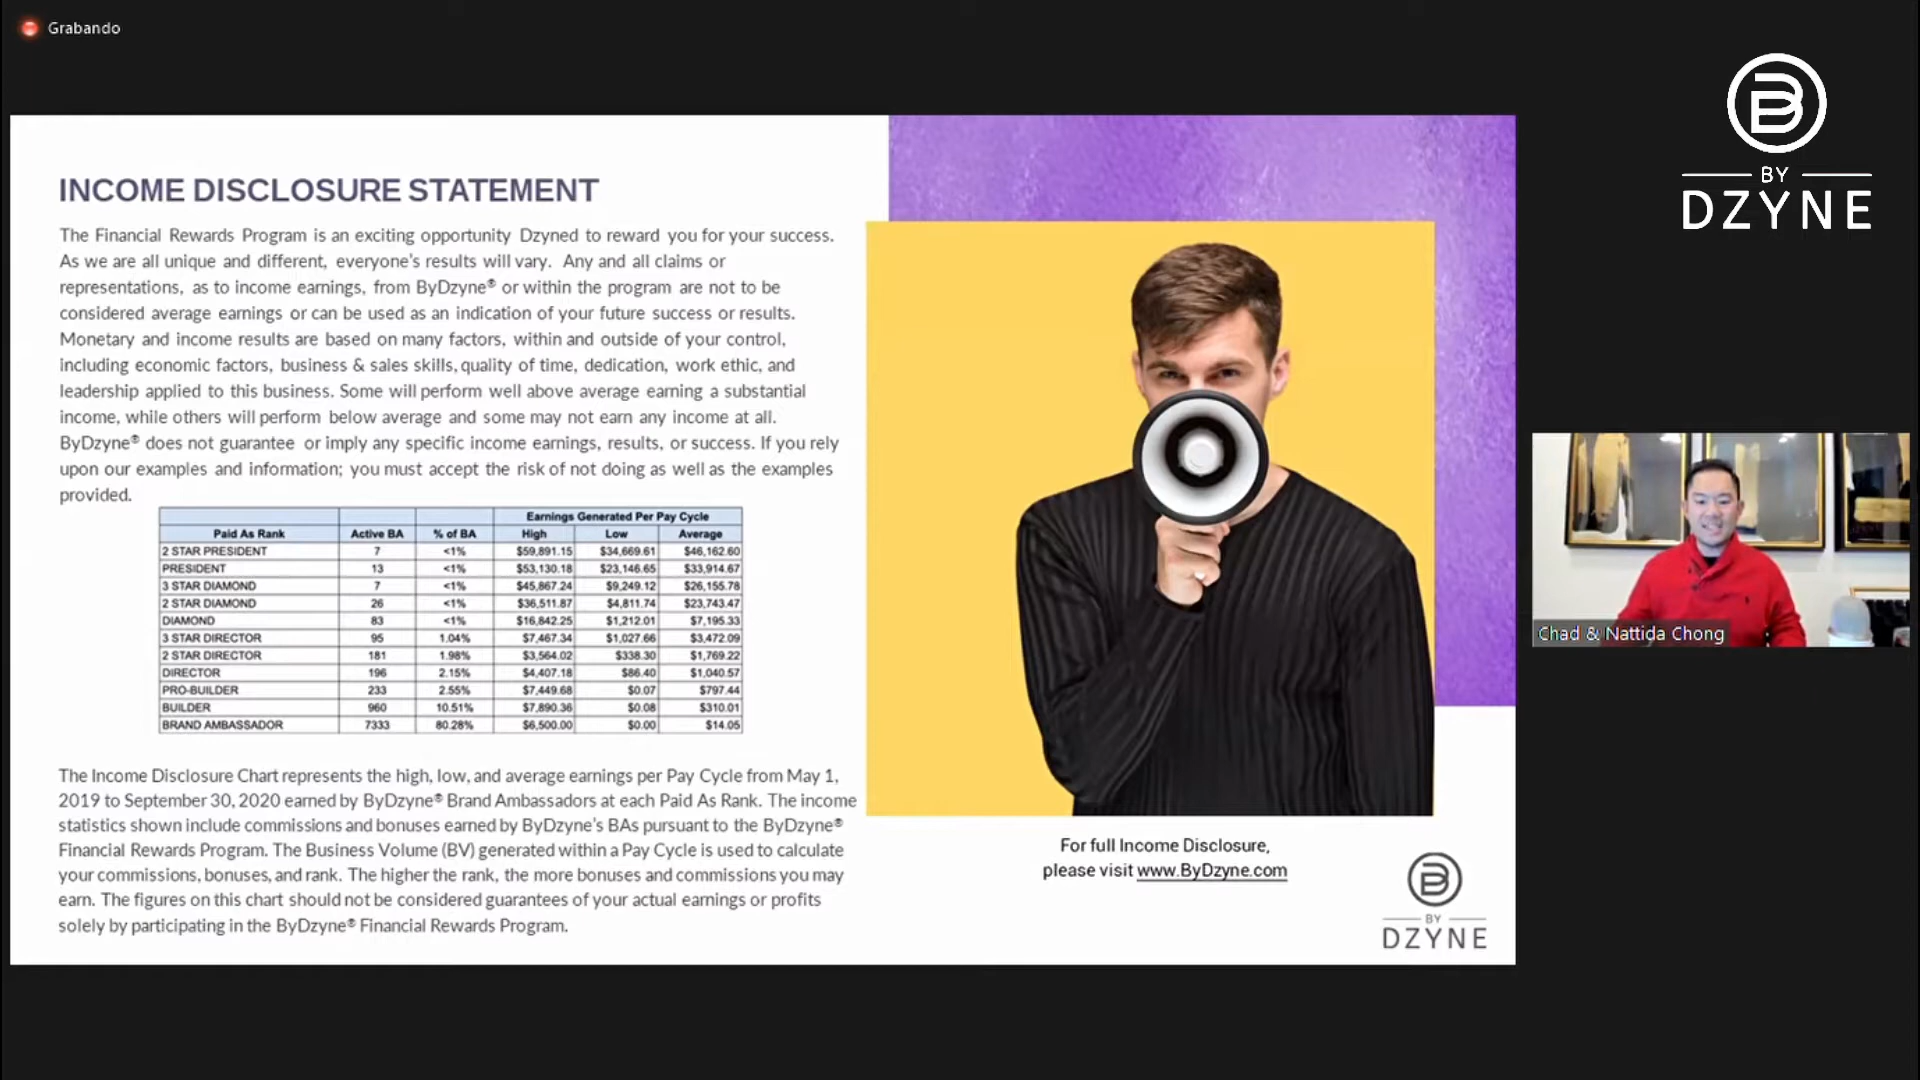 Grabando
BY
DZYNE
INCOME DISCLOSURE STATEMENT
The Financial Rewards Program is an exciting opportunity Dzyned to reward you for your success.
As we are all unique and different, everyone's results will vary. Any and all claims or
representations, as to income earnings, from ByDzyne® or within the program are not to be
considered average earnings or can be used as an indication of your future success or results.
Monetary and income results are based on many factors, within and outside of your control,
including economic factors, business & sales skills, quality of time, dedication, work ethic, and
leadership applied to this business. Some will perform well above average earning a substantial
income, while others will perform below average and some may not earn any income at all.
ByDzyne® does not guarantee or imply any specific income earnings, results, or success. If you rely
upon our examples and information; you must accept the risk of not doing as well as the examples
provided.
Earnings Generated Per Pay Cycle
Paid As Rank Active BA % of BA High Low Average
2 STAR PRESIDENT 7 <1% $59,891.15 $34,669.61 $46,162.60
PRESIDENT 13 <1% $53,130.18 $23,146.65 $33,914.67
3 STAR DIAMOND 7 <1% $45,867.24 $9,249.12 $26,155.78
2 STAR DIAMOND 26 <1% $36,511.87 $4,811.74 $23,743.47
DIAMOND 83 <1% $16,842.25 $1,212.01 $7,195.33
3 STAR DIRECTOR 95 1.04% $7,467.34 $1,027.66 $3,472.09
2 STAR DIRECTOR 181 1.98% $3,564.02 $338.30 $1,769.22
DIRECTOR 196 2.15% $4,407.18 $86.40 $1,040.57
PRO-BUILDER 233 2.55% $7,449.68 $0.07 $797.44
BUILDER 960 10.51% $7,890.36 $0.08 $310.01
BRAND AMBASSADOR 7333 80.28% $6,500.00 $0.00 $14.05
The Income Disclosure Chart represents the high, low, and average earnings per Pay Cycle from May 1,
2019 to September 30, 2020 earned by ByDzyne® Brand Ambassadors at each Paid As Rank. The income
statistics shown include commissions and bonuses earned by ByDzyne's BAs pursuant to the ByDzyne®
Financial Rewards Program. The Business Volume (BV) generated within a Pay Cycle is used to calculate
your commissions, bonuses, and rank. The higher the rank, the more bonuses and commissions you may
earn. The figures on this chart should not be considered guarantees of your actual earnings or profits
solely by participating in the ByDzyne® Financial Rewards Program.
For full Income Disclosure,
please visit www.ByDzyne.com
BY
DZYNE
Chad & Nattida Chong